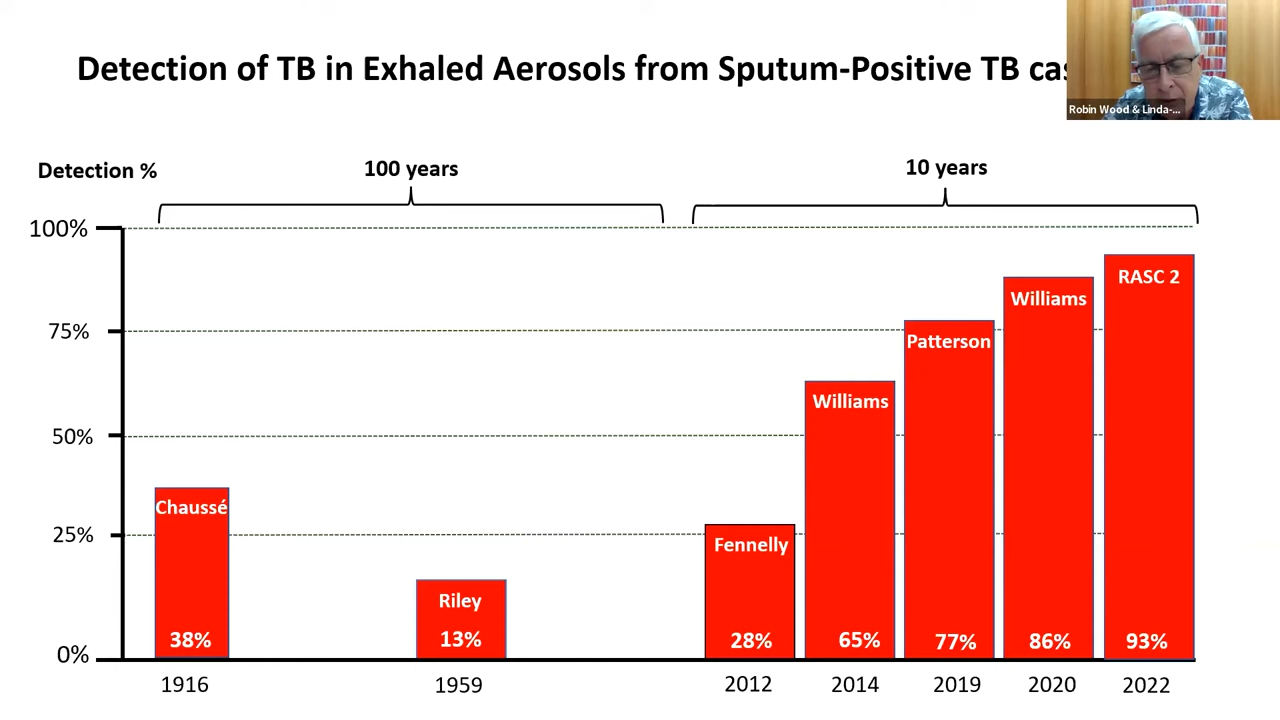 Detection of TB in Exhaled Aerosols from Sputum-Positive TB
Robin Wood & Linda-...
Detection %
100 years
10 years
100%
75%
50%
25%
0%
Chaussé
38%
Riley
13%
Fennelly
28%
Williams
65%
Patterson
77%
Williams
86%
RASC 2
93%
1916
1959
2012
2014
2019
2020
2022